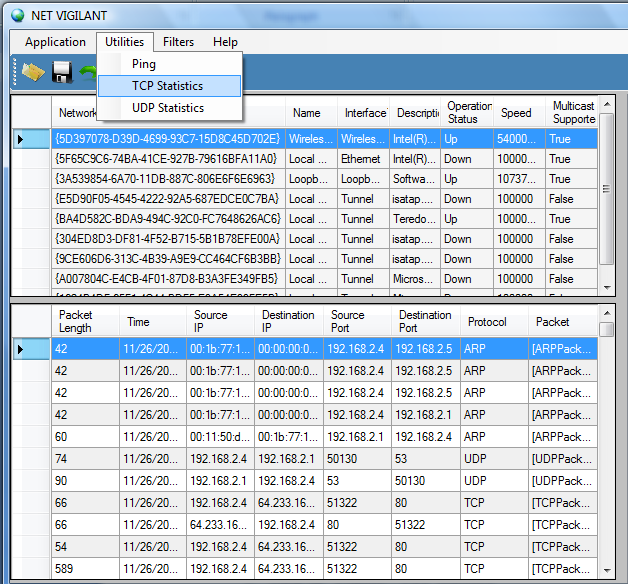 NET VIGILANT
Application Utilities Filters Help
Ping
TCP Statistics
UDP Statistics
Network Name Interface Descripti Operation Status Speed Multicast Supporte
{5D397078-D39D-4699-93C7-15D8C45D702E} Wireles... Wireles... Intel(R)... Up 54000... True
{5F65C9C6-74BA-41CE-927B-79616BFA11A0} Local ... Ethernet Intel(R)... Down 10000... True
{3A539854-6A70-11DB-887C-806E6F6E6963} Loopb... Loopb... Softwa... Up 10737... True
{E5D90F05-4545-4222-92A5-687EDCE0C7BA} Local ... Tunnel isatap.... Down 100000 False
{BA4D582C-BDA9-494C-92C0-FC7648626AC6} Local ... Tunnel Teredo... Up 100000 True
{304ED8D3-DF81-4F52-B715-5B1B78EFE00A} Local ... Tunnel isatap.... Down 100000 False
{9CE606D6-313C-4B39-A9E9-CC464CF6B3BB} Local ... Tunnel isatap.... Down 100000 False
{A007804C-E4CB-4F01-87D8-B3A3FE349FB5} Local ... Tunnel Micros... Down 100000 False
Packet Length Time Source IP Destination IP Source Port Destination Port Protocol Packet
42 11/26/20... 00:1b:77:1... 00:00:00:0... 192.168.2.4 192.168.2.5 ARP [ARPPack...
42 11/26/20... 00:1b:77:1... 00:00:00:0... 192.168.2.4 192.168.2.5 ARP [ARPPack...
42 11/26/20... 00:1b:77:1... 00:00:00:0... 192.168.2.4 192.168.2.5 ARP [ARPPack...
42 11/26/20... 00:1b:77:1... 00:00:00:0... 192.168.2.4 192.168.2.1 ARP [ARPPack...
60 11/26/20... 00:11:50:d... 00:1b:77:1... 192.168.2.1 192.168.2.4 ARP [ARPPack...
74 11/26/20... 192.168.2.4 192.168.2.1 50130 53 UDP [UDPPack...
90 11/26/20... 192.168.2.1 192.168.2.4 53 50130 UDP [UDPPack...
66 11/26/20... 192.168.2.4 64.233.16... 51322 80 TCP [TCPPack...
66 11/26/20... 64.233.16... 192.168.2.4 80 51322 TCP [TCPPack...
54 11/26/20... 192.168.2.4 64.233.16... 51322 80 TCP [TCPPack...
589 11/26/20... 192.168.2.4 64.233.16... 51322 80 TCP [TCPPack...